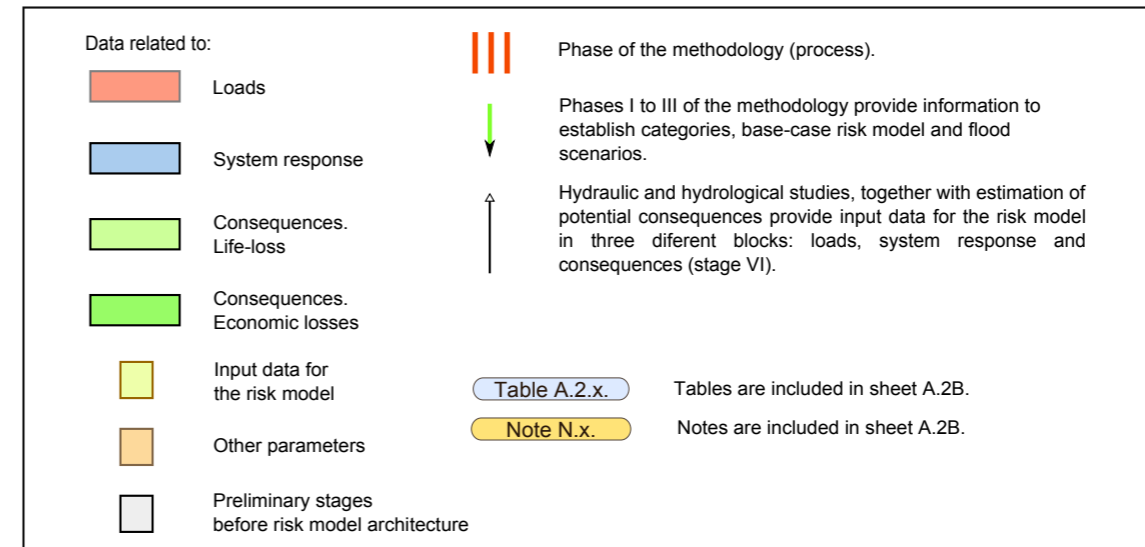 Data related to:
Loads
System response
Consequences.
Life-loss
Consequences.
Economic losses
Input data for
the risk model
Other parameters
Preliminary stages
before risk model architecture
Phase of the methodology (process).
Phases I to III of the methodology provide information to
establish categories, base-case risk model and flood
scenarios.
Hydraulic and hydrological studies, together with estimation of
potential consequences provide input data for the risk model
in three diferent blocks: loads, system response and
consequences (stage VI).
Table A.2.x.
Tables are included in sheet A.2B.
Note N.x.
Notes are included in sheet A.2B.